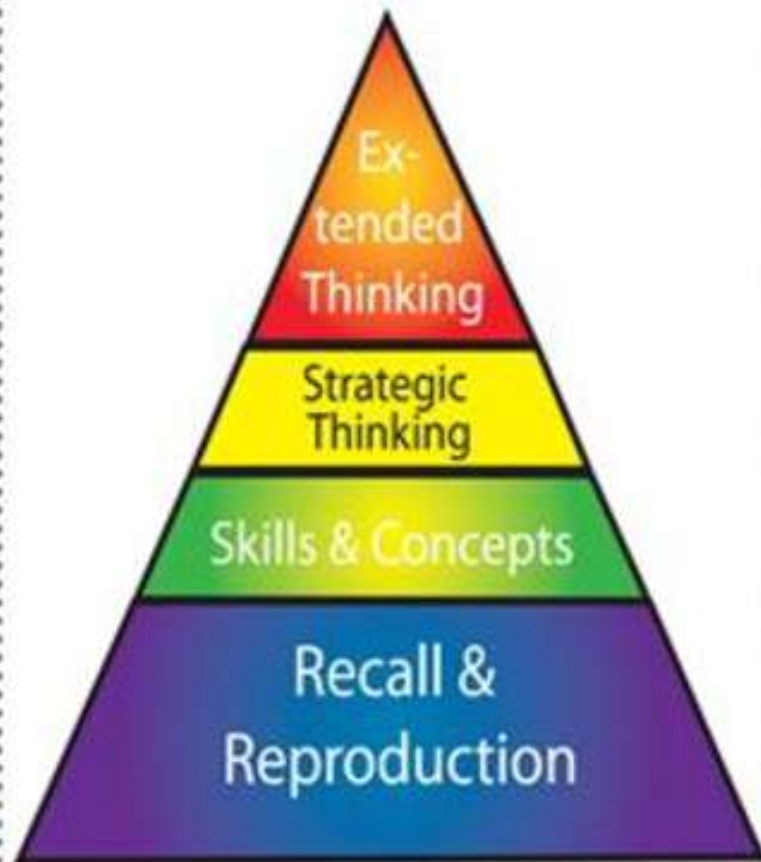 Ex-
tended
Thinking
Strategic
Thinking
Skills & Concepts
Recall &
Reproduction